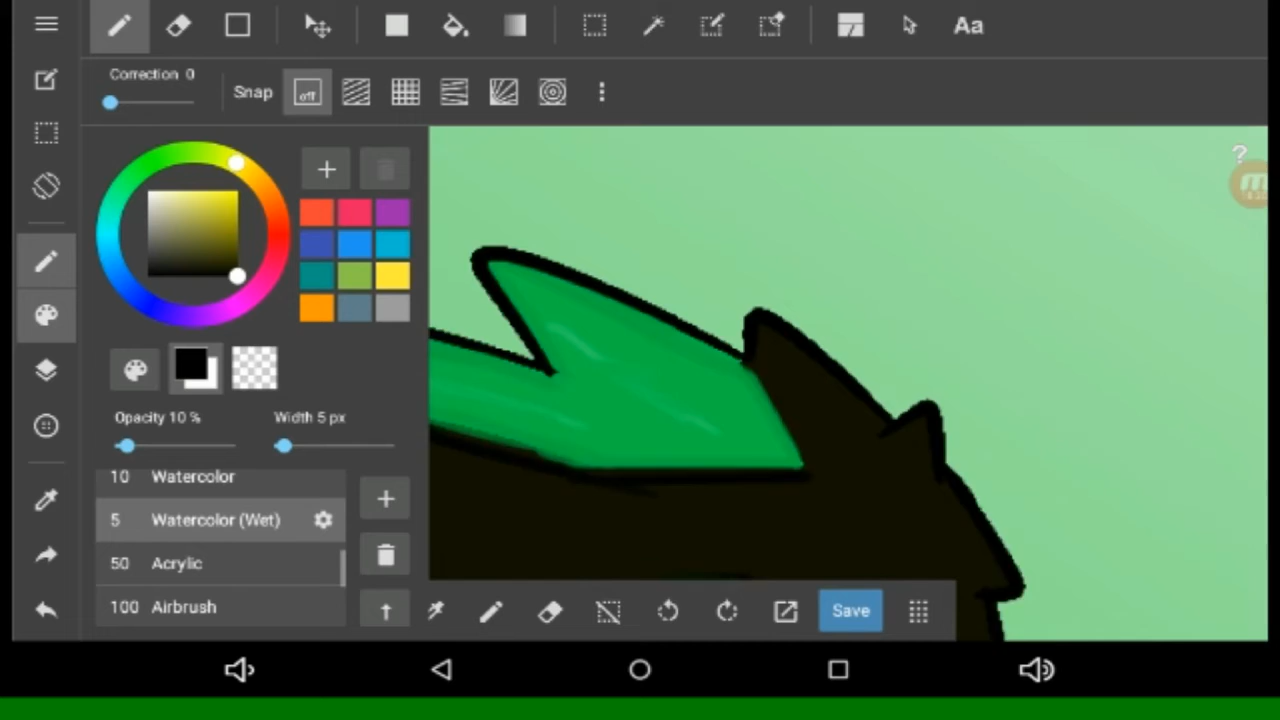 Aa
Correction 0
Snap
off
?
Opacity 10 %
Width 5 px
10 Watercolor
5 Watercolor (Wet)
50 Acrylic
100 Airbrush
Save